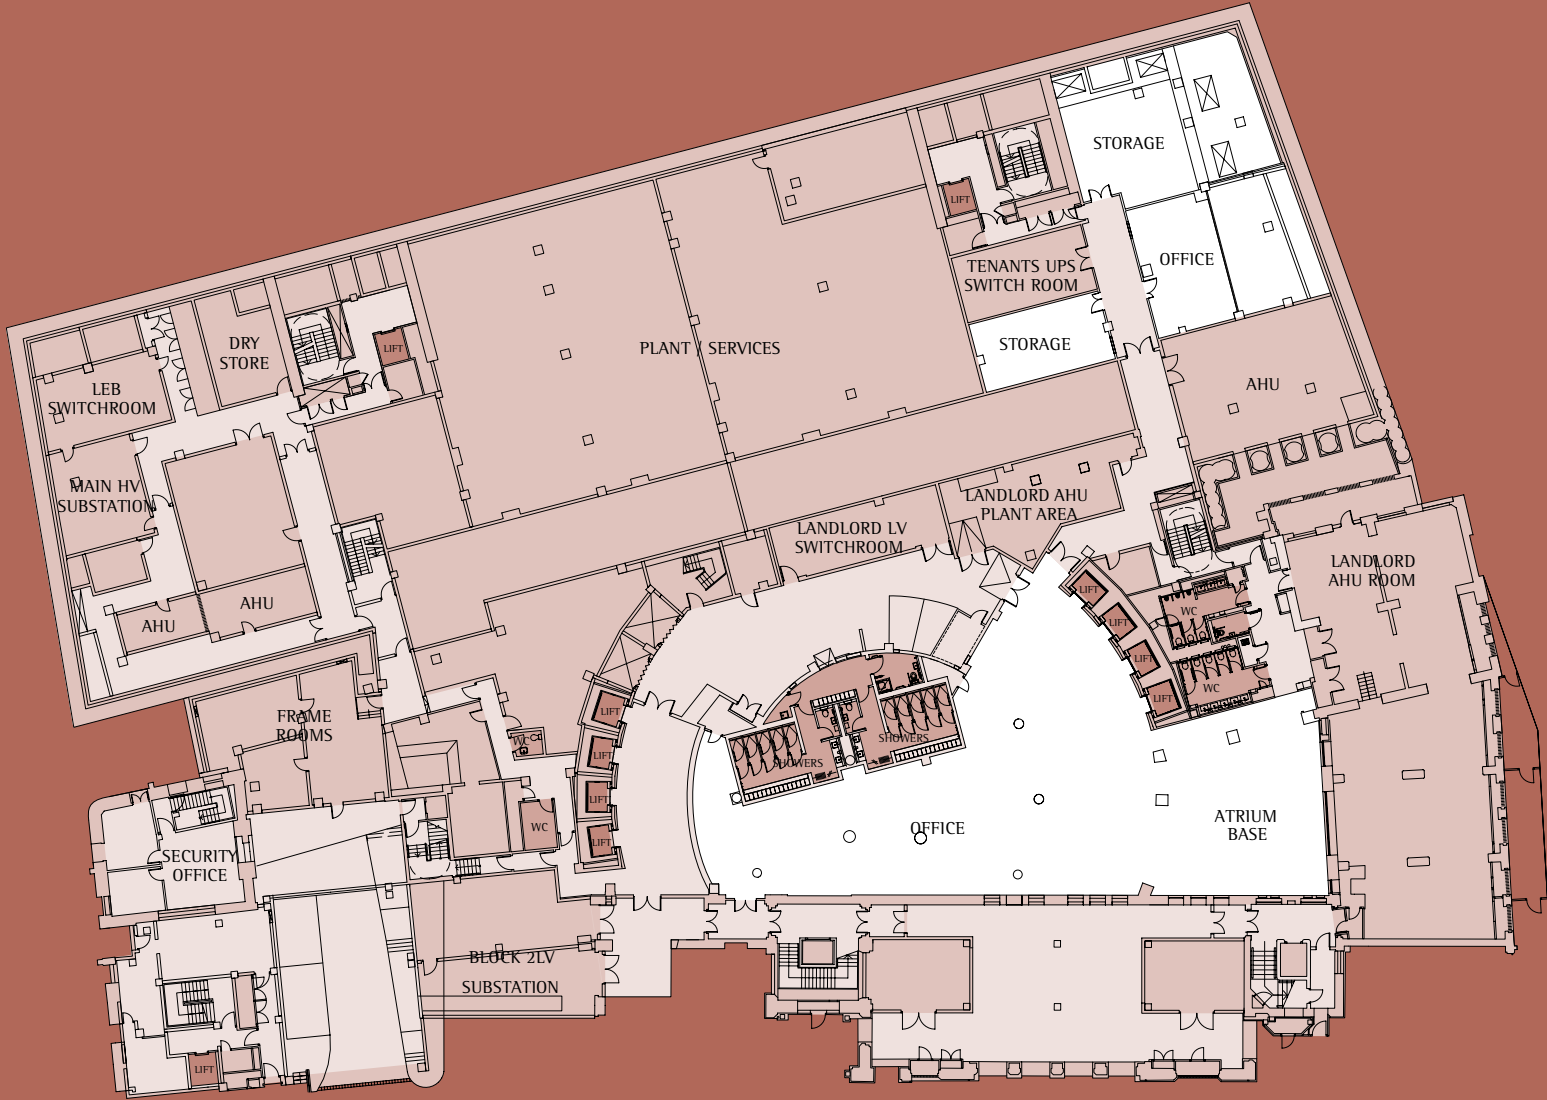 STORAGE
LIFT
OFFICE
TENANTS UPS
SWITCH ROOM
STORAGE
DRY
STORE
LIFT
PLANT / SERVICES
LEB
SWITCHROOM
AHU
MAIN HV
SUBSTATION
LANDLORD AHU
PLANT AREA
LANDLORD LV
SWITCHROOM
LANDLORD
AHU ROOM
AHU
AHU
LIFT
LIFT
LIFT
LIFT
WC
WC
FRAME
ROOMS
LIFT
LIFT
LIFT
LIFT
WC
WC
SHOWERS
SHOWERS
OFFICE
ATRIUM
BASE
SECURITY
OFFICE
BLOCK 2LV
SUBSTATION
LIFT